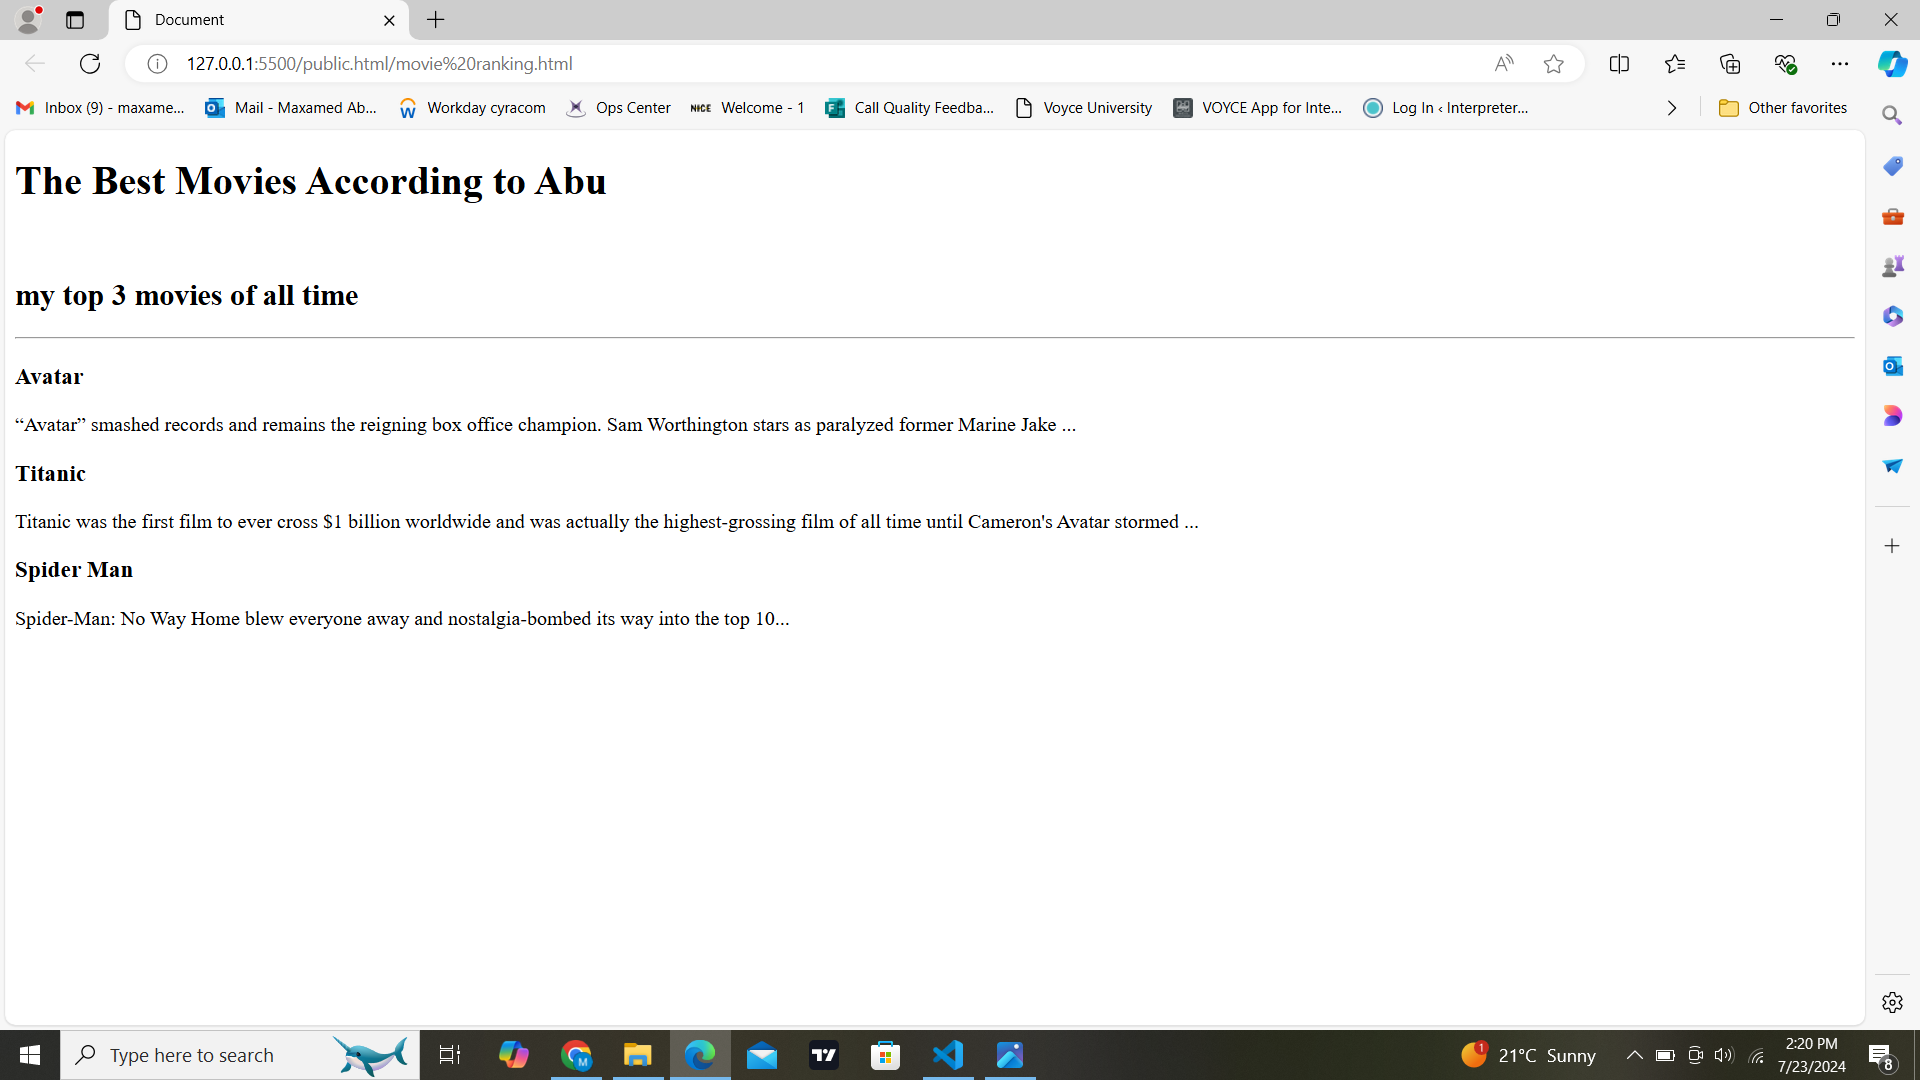 Document
127.0.0.1:5500/public.html/movie%20ranking.html
Inbox (9) - maxame... Mail - Maxamed Ab... Workday cyracom Ops Center NICE Welcome - 1 Call Quality Feedba... Voyce University VOYCE App for Inte... Log In ‹ Interpreter... Other favorites
The Best Movies According to Abu
my top 3 movies of all time
Avatar
“Avatar” smashed records and remains the reigning box office champion. Sam Worthington stars as paralyzed former Marine Jake ...
Titanic
Titanic was the first film to ever cross $1 billion worldwide and was actually the highest-grossing film of all time until Cameron's Avatar stormed ...
Spider Man
Spider-Man: No Way Home blew everyone away and nostalgia-bombed its way into the top 10...
Type here to search
1 21°C Sunny
2:20 PM
7/23/2024
8